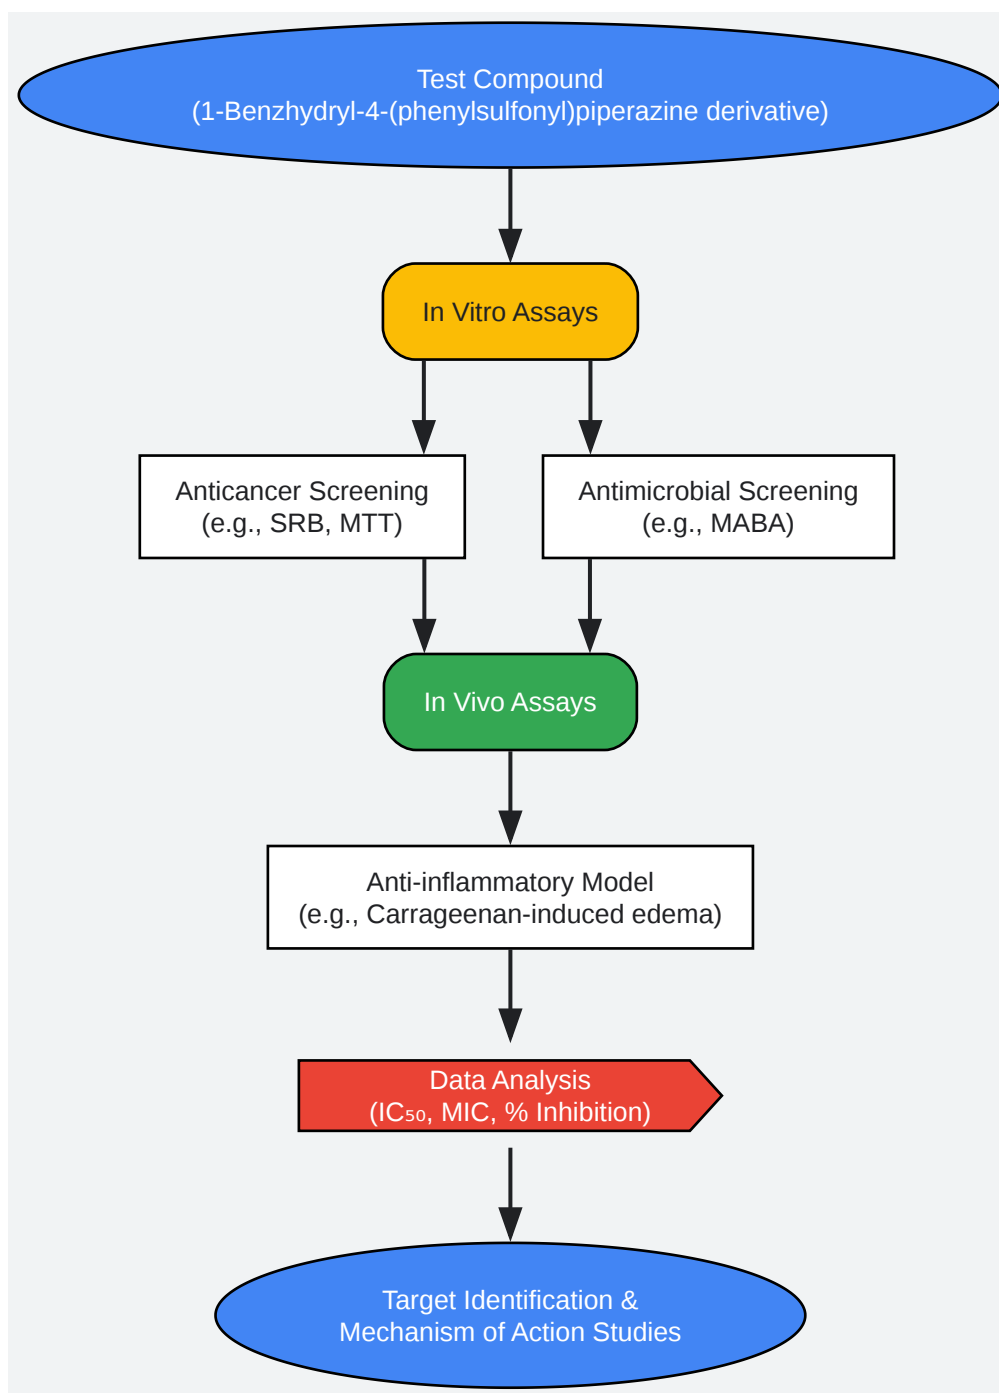 Test Compound
(1-Benzhydryl-4-(phenylsulfonyl)piperazine derivative)
In Vitro Assays
Anticancer Screening
(e.g., SRB, MTT)
Antimicrobial Screening
(e.g., MABA)
In Vivo Assays
Anti-inflammatory Model
(e.g., Carrageenan-induced edema)
Data Analysis
(IC₅₀, MIC, % Inhibition)
Target Identification &
Mechanism of Action Studies